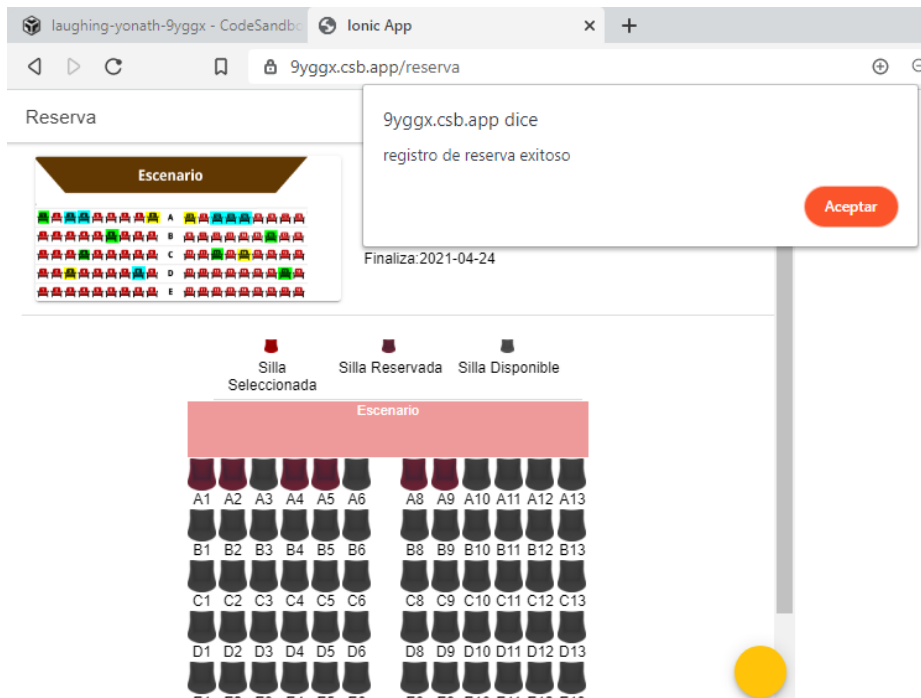 laughing-yonath-9yggx - CodeSandbo
Ionic App
9yggx.csb.app/reserva
Reserva
9yggx.csb.app dice
registro de reserva exitoso
Aceptar
Escenario
A
B
C
D
E
Finaliza:2021-04-24
Silla Seleccionada
Silla Reservada
Silla Disponible
Escenario
A1 A2 A3 A4 A5 A6 A8 A9 A10 A11 A12 A13
B1 B2 B3 B4 B5 B6 B8 B9 B10 B11 B12 B13
C1 C2 C3 C4 C5 C6 C8 C9 C10 C11 C12 C13
D1 D2 D3 D4 D5 D6 D8 D9 D10 D11 D12 D13